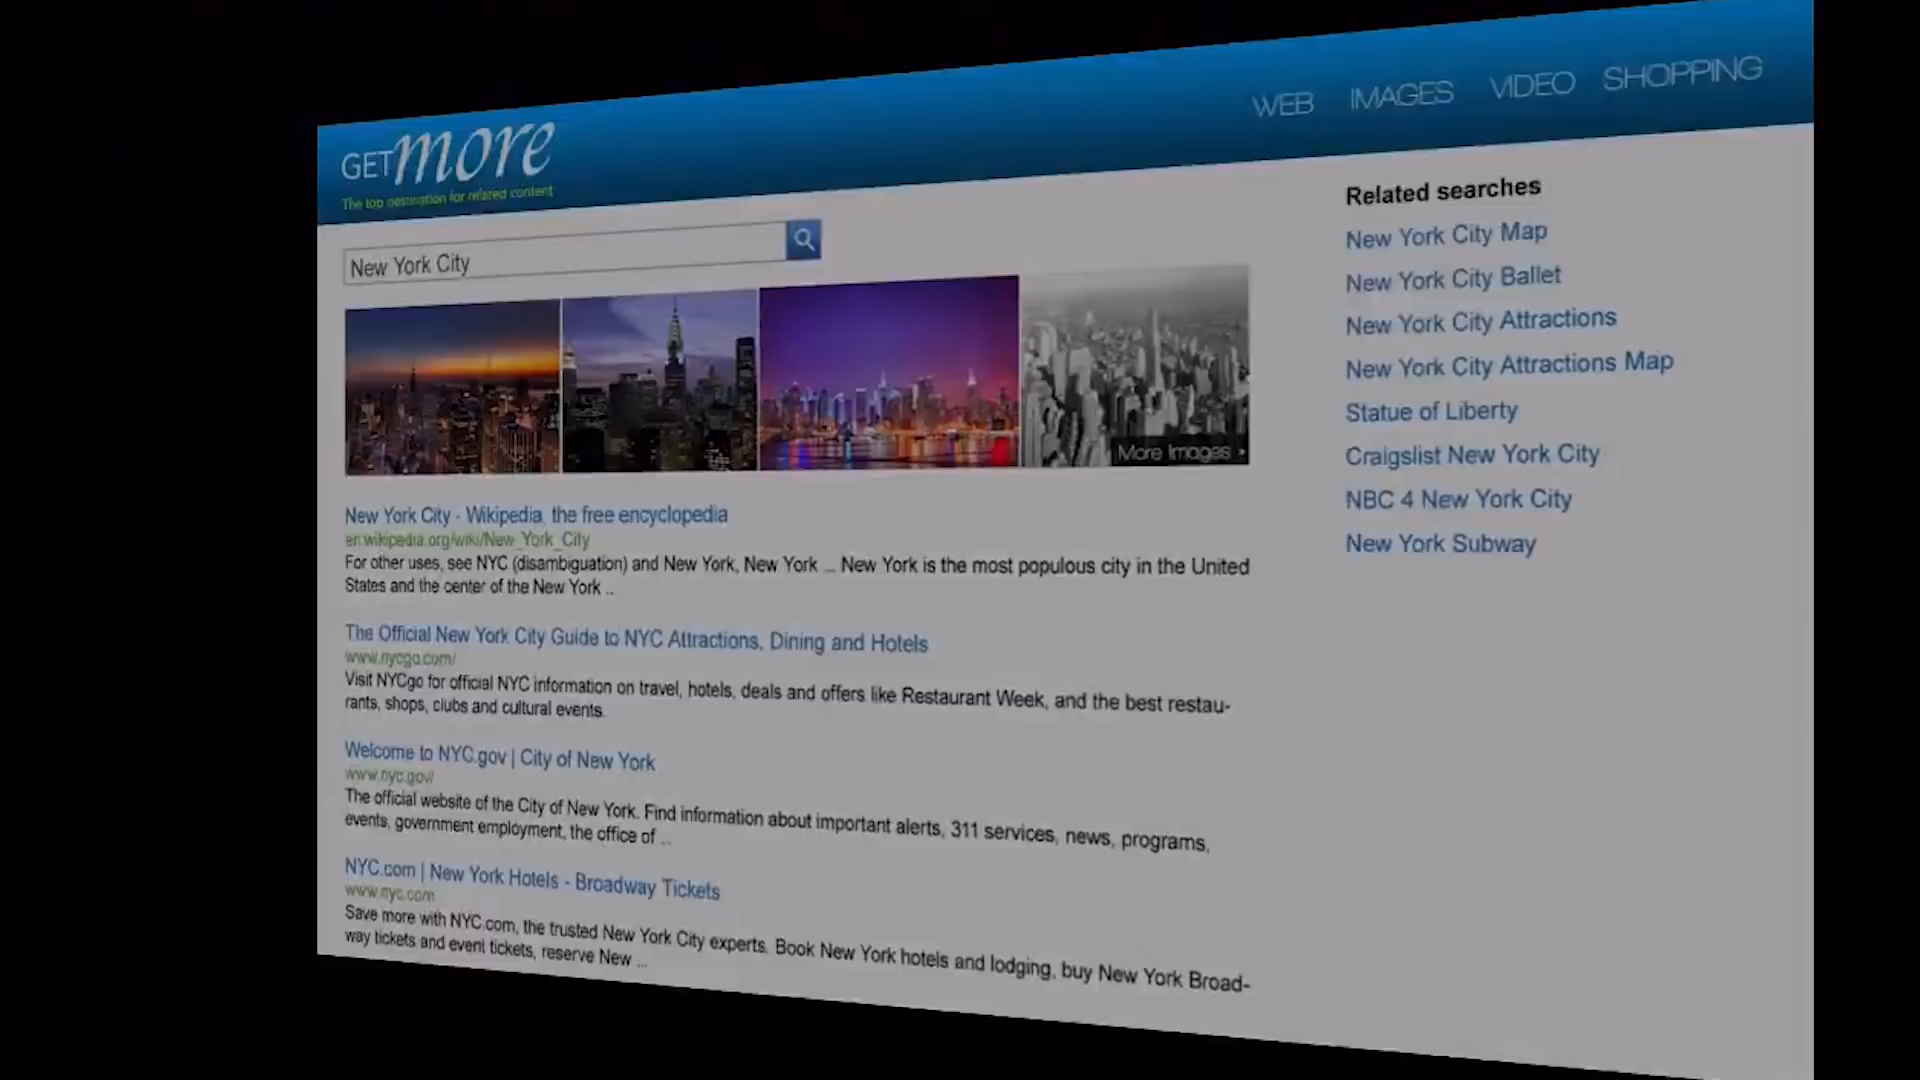 GETmore
The top destination for related content
WEB IMAGES VIDEO SHOPPING
New York City
More Images
New York City - Wikipedia, the free encyclopedia
en.wikipedia.org/wiki/New_York_City
For other uses, see NYC (disambiguation) and New York, New York ... New York is the most populous city in the United
States and the center of the New York ...
The Official New York City Guide to NYC Attractions, Dining and Hotels
www.nycgo.com/
Visit NYCgo for official NYC information on travel, hotels, deals and offers like Restaurant Week, and the best restau-
rants, shops, clubs and cultural events.
Welcome to NYC.gov | City of New York
www.nyc.gov/
The official website of the City of New York. Find information about important alerts, 311 services, news, programs,
events, government employment, the office of ...
NYC.com | New York Hotels - Broadway Tickets
www.nyc.com
Save more with NYC.com, the trusted New York City experts. Book New York hotels and lodging, buy New York Broad-
way tickets and event tickets, reserve New ...
Related searches
New York City Map
New York City Ballet
New York City Attractions
New York City Attractions Map
Statue of Liberty
Craigslist New York City
NBC 4 New York City
New York Subway